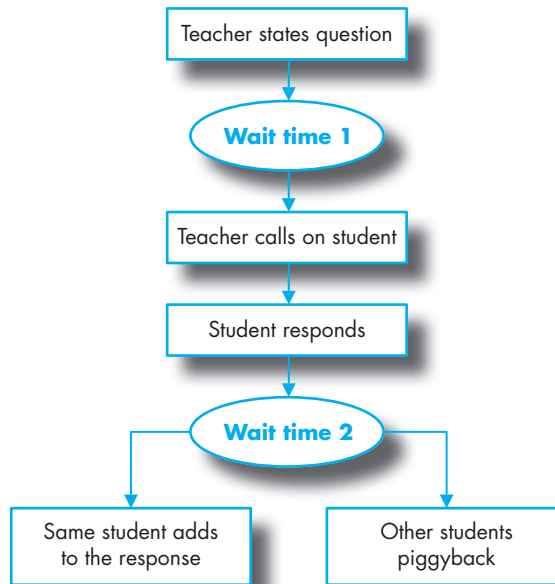 Teacher states question
Wait time 1
Teacher calls on student
Student responds
Wait time 2
Same student adds
to the response
Other students
piggyback